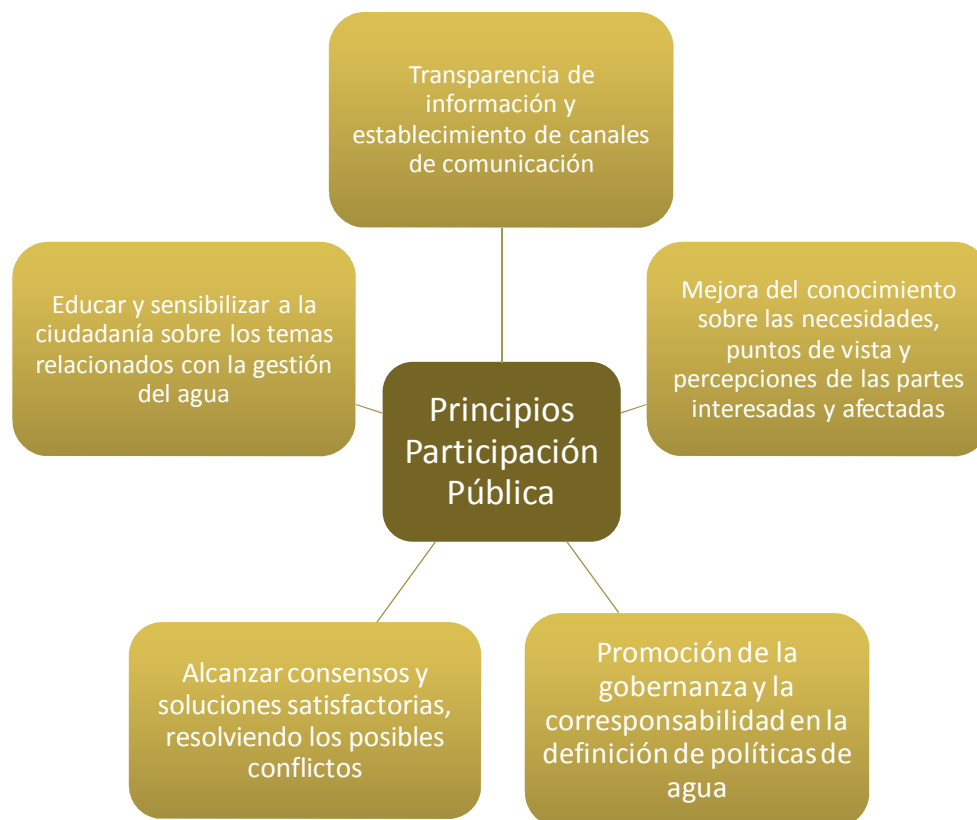 Transparencia de
información y
establecimiento de canales
de comunicación
Educar y sensibilizar a la
ciudadanía sobre los temas
relacionados con la gestión
del agua
Mejora del conocimiento
sobre las necesidades,
puntos de vista y
percepciones de las partes
interesadas y afectadas
Principios
Participación
Pública
Alcanzar consensos y
soluciones satisfactorias,
resolviendo los posibles
conflictos
Promoción de la
gobernanza y la
corresponsabilidad en la
definición de políticas de
agua